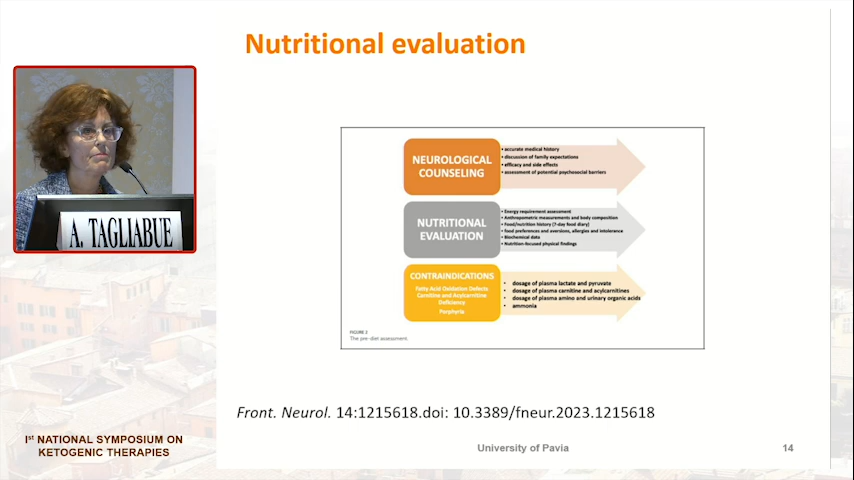 Nutritional evaluation
A. TAGLIABUE
NEUROLOGICAL
COUNSELING
• accurate medical history
• discussion of family expectations
• efficacy and side effects
• assessment of potential psychosocial barriers
NUTRITIONAL
EVALUATION
• Energy requirement assessment
• Anthropometric measurements and body composition
• Food/nutrition history (7-day food diary)
• food preferences and aversions, allergies and intolerance
• Biochemical data
• Nutrition-focused physical findings
CONTRAINDICATIONS
Fatty Acid Oxidation Defects
Carnitine and Acylcarnitine
Deficiency
Porphyria
• dosage of plasma lactate and pyruvate
• dosage of plasma carnitine and acylcarnitines
• dosage of plasma amino and urinary organic acids
• ammonia
FIGURE 2
The pre-diet assessment
Front. Neurol. 14:1215618.doi: 10.3389/fneur.2023.1215618
Ist NATIONAL SYMPOSIUM ON
KETOGENIC THERAPIES
University of Pavia
14